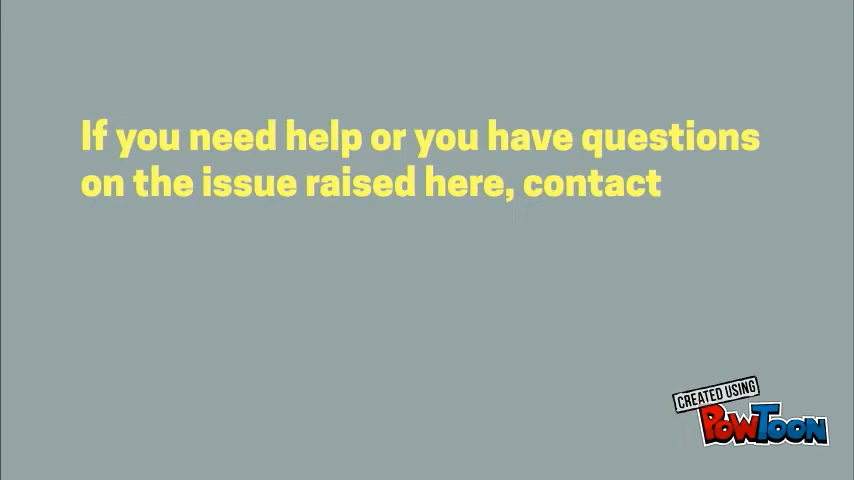 If you need help or you have questions
on the issue raised here, contact
CREATED USING
POWTOON